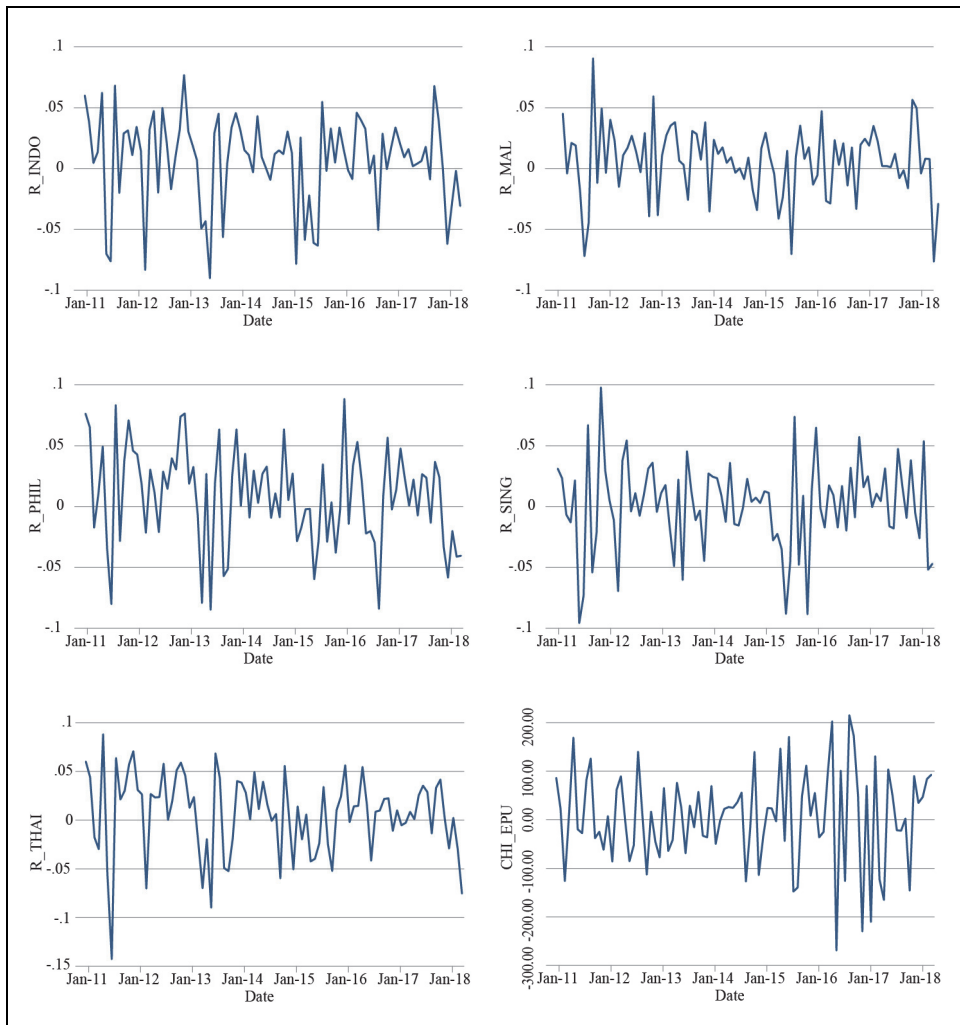 .1
.05
0
-.05
-.1
R_INDO
Jan-11 Jan-12 Jan-13 Jan-14 Jan-15 Jan-16 Jan-17 Jan-18
Date
.1
.05
0
-.05
-.1
R_MAL
Jan-11 Jan-12 Jan-13 Jan-14 Jan-15 Jan-16 Jan-17 Jan-18
Date
.1
.05
0
-.05
-.1
R_PHIL
Jan-11 Jan-12 Jan-13 Jan-14 Jan-15 Jan-16 Jan-17 Jan-18
Date
.1
.05
0
-.05
-.1
R_SING
Jan-11 Jan-12 Jan-13 Jan-14 Jan-15 Jan-16 Jan-17 Jan-18
Date
.1
.05
0
-.05
-.1
-.15
R_THAI
Jan-11 Jan-12 Jan-13 Jan-14 Jan-15 Jan-16 Jan-17 Jan-18
Date
-300.00 -200.00 -100.00 0.00 100.00 200.00
CHI_EPU
Jan-11 Jan-12 Jan-13 Jan-14 Jan-15 Jan-16 Jan-17 Jan-18
Date